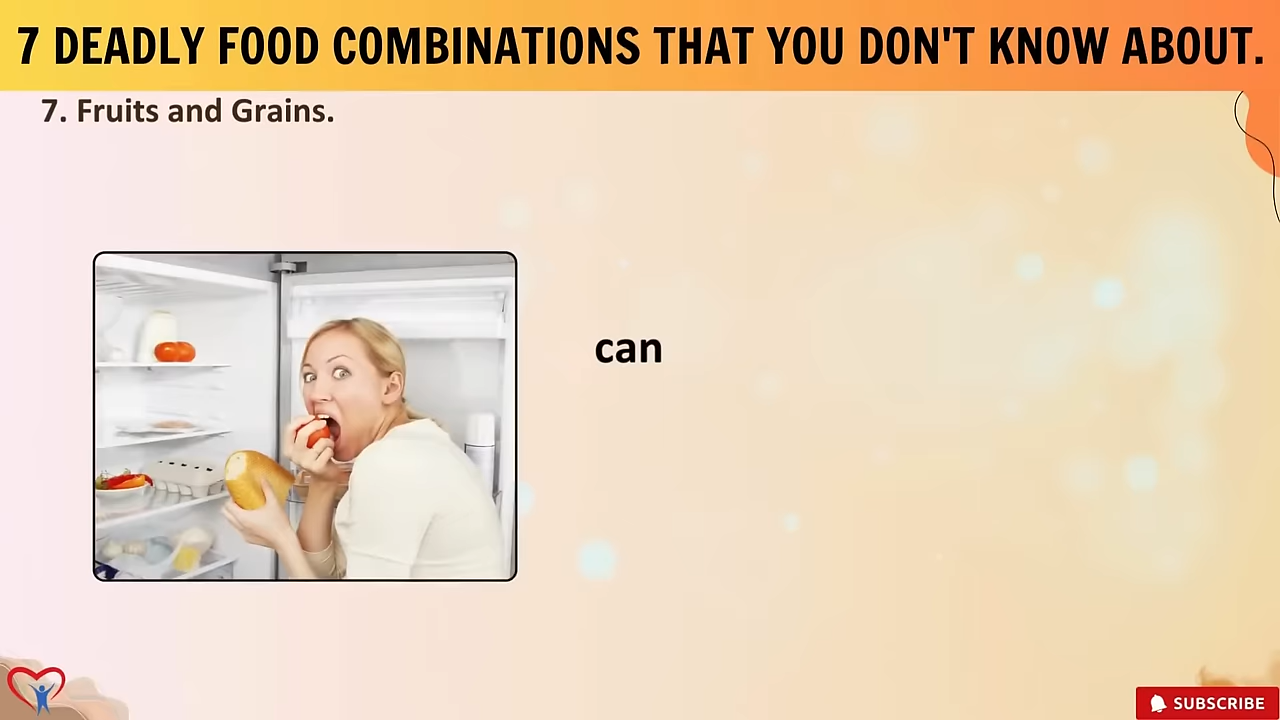 7 DEADLY FOOD COMBINATIONS THAT YOU DON'T KNOW ABOUT.
7. Fruits and Grains.
can
SUBSCRIBE